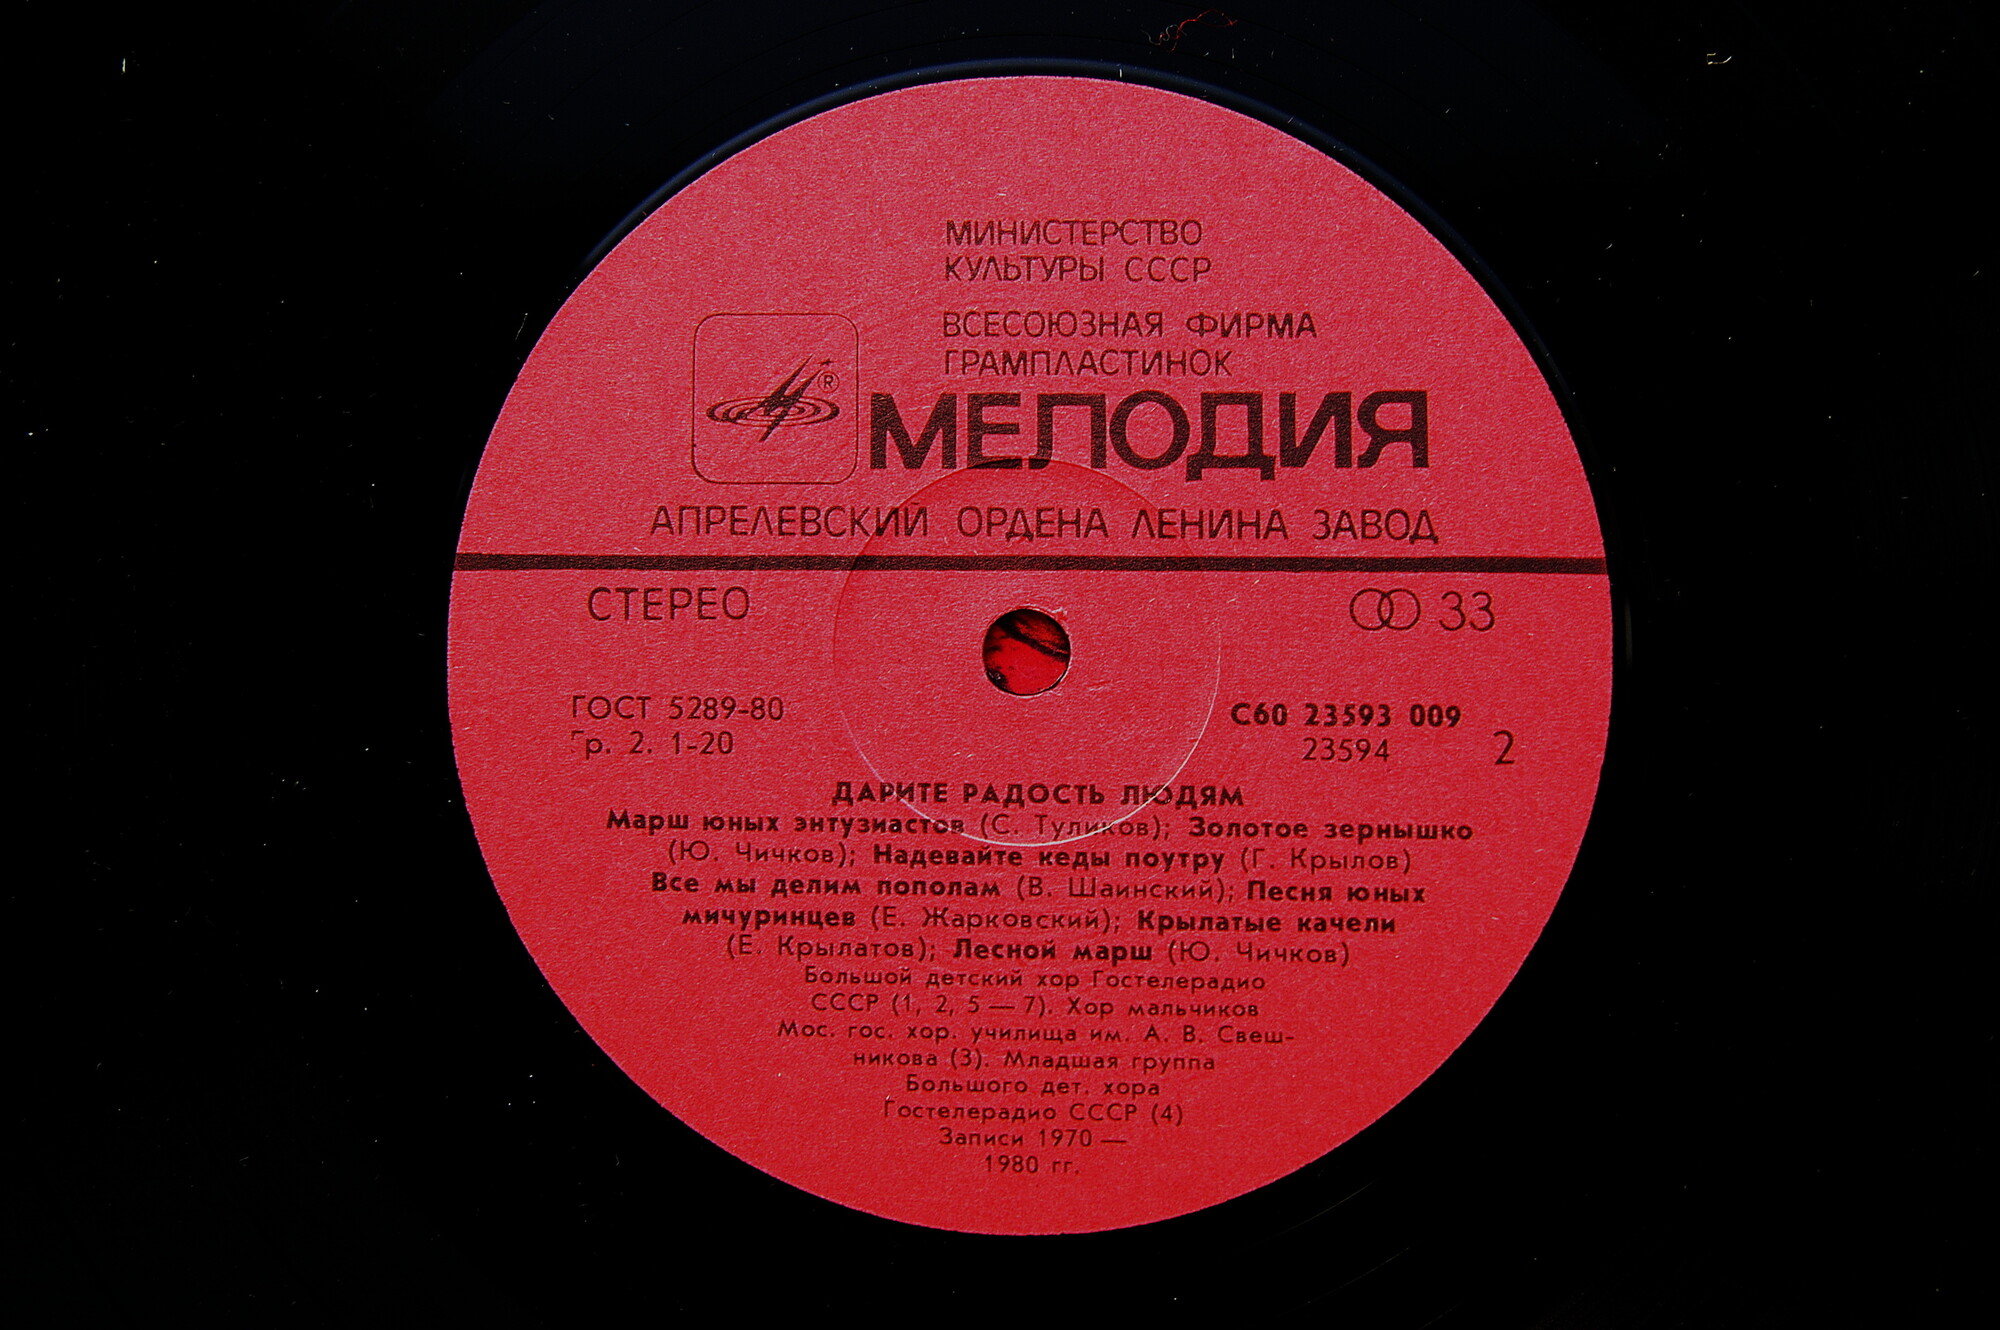 МИНИСТЕРСТВО
КУЛЬТУРЫ СССР
ВСЕСОЮЗНАЯ ФИРМА
ГРАМПЛАСТИНОК
®
МЕЛОДИЯ
АПРЕЛЕВСКИЙ ОРДЕНА ЛЕНИНА ЗАВОД
СТЕРЕО
33
ГОСТ 5289-80
Гр. 2. 1-20
С60 23593 009
23594
2
ДАРИТЕ РАДОСТЬ ЛЮДЯМ
Марш юных энтузиастов (С. Туликов); Золотое зернышко
(Ю. Чичков); Надевайте кеды поутру (Г. Крылов)
Все мы делим пополам (В. Шаинский); Песня юных
мичуринцев (Е. Жарковский); Крылатые качели
(Е. Крылатов); Лесной марш (Ю. Чичков)
Большой детский хор Гостелерадио
СССР (1, 2, 5 — 7). Хор мальчиков
Мос. гос. хор. училища им. А. В. Свеш-
никова (3). Младшая группа
Большого дет. хора
Гостелерадио СССР (4)
Записи 1970 —
1980 гг.